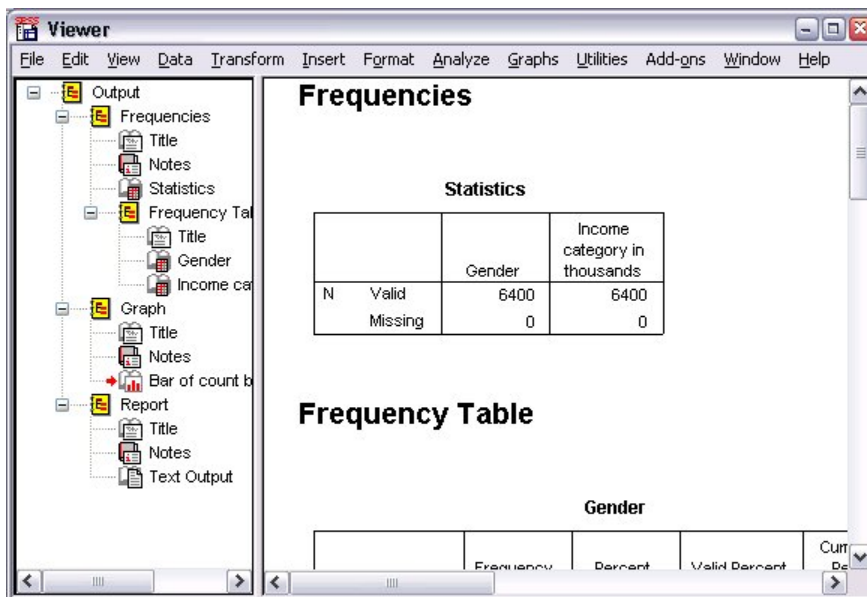 Viewer
File Edit View Data Transform Insert Format Analyze Graphs Utilities Add-ons Window Help
Output
Frequencies
Title
Notes
Statistics
Frequency Tal
Title
Gender
Income ca
Graph
Title
Notes
Bar of count b
Report
Title
Notes
Text Output
Frequencies
Statistics
Income
category in
Gender thousands
N Valid 6400 6400
Missing 0 0
Frequency Table
Gender
Cum
Frequency Percent Valid Percent